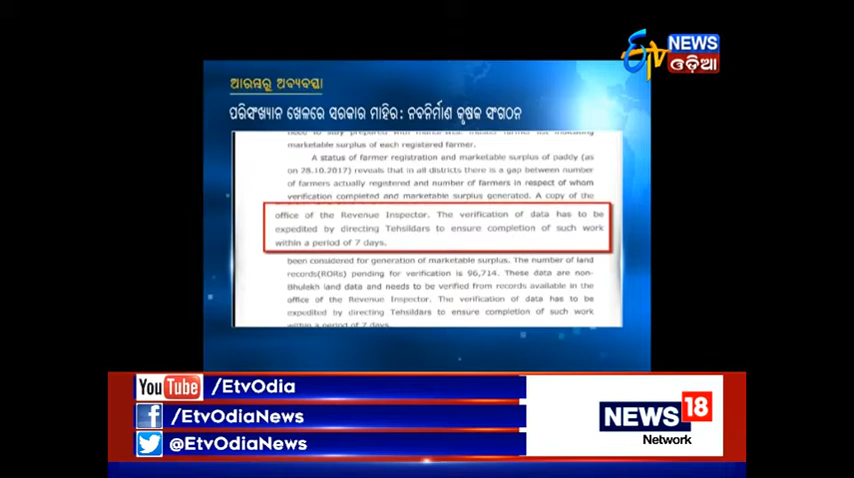 ETV NEWS
ଓଡ଼ିଆ
ଆରମ୍ଭରୁ ଅବ୍ୟବସ୍ଥା
ପରିସଂଖ୍ୟାନ ଖେଳରେ ସରକାର ମାହିର: ନବନିର୍ମାଣ କୃଷକ ସଂଗଠନ
marketable surplus of each registered farmer.
A status of farmer registration and marketable surplus of paddy (as
on 28.10.2017) reveals that in all districts there is a gap between number
of farmers actually registered and number of farmers in respect of whom
verification completed and marketable surplus generated. A copy of the
office of the Revenue Inspector. The verification of data has to be
expedited by directing Tehsildars to ensure completion of such work
within a period of 7 days.
been considered for generation of marketable surplus. The number of land
records(RORs) pending for verification is 96,714. These data are non-
Bhulekh land data and needs to be verified from records available in the
office of the Revenue Inspector. The verification of data has to be
expedited by directing Tehsildars to ensure completion of such work
within a period of 7 days.
YouTube /EtvOdia
f /EtvOdiaNews
@EtvOdiaNews
NEWS 18
Network